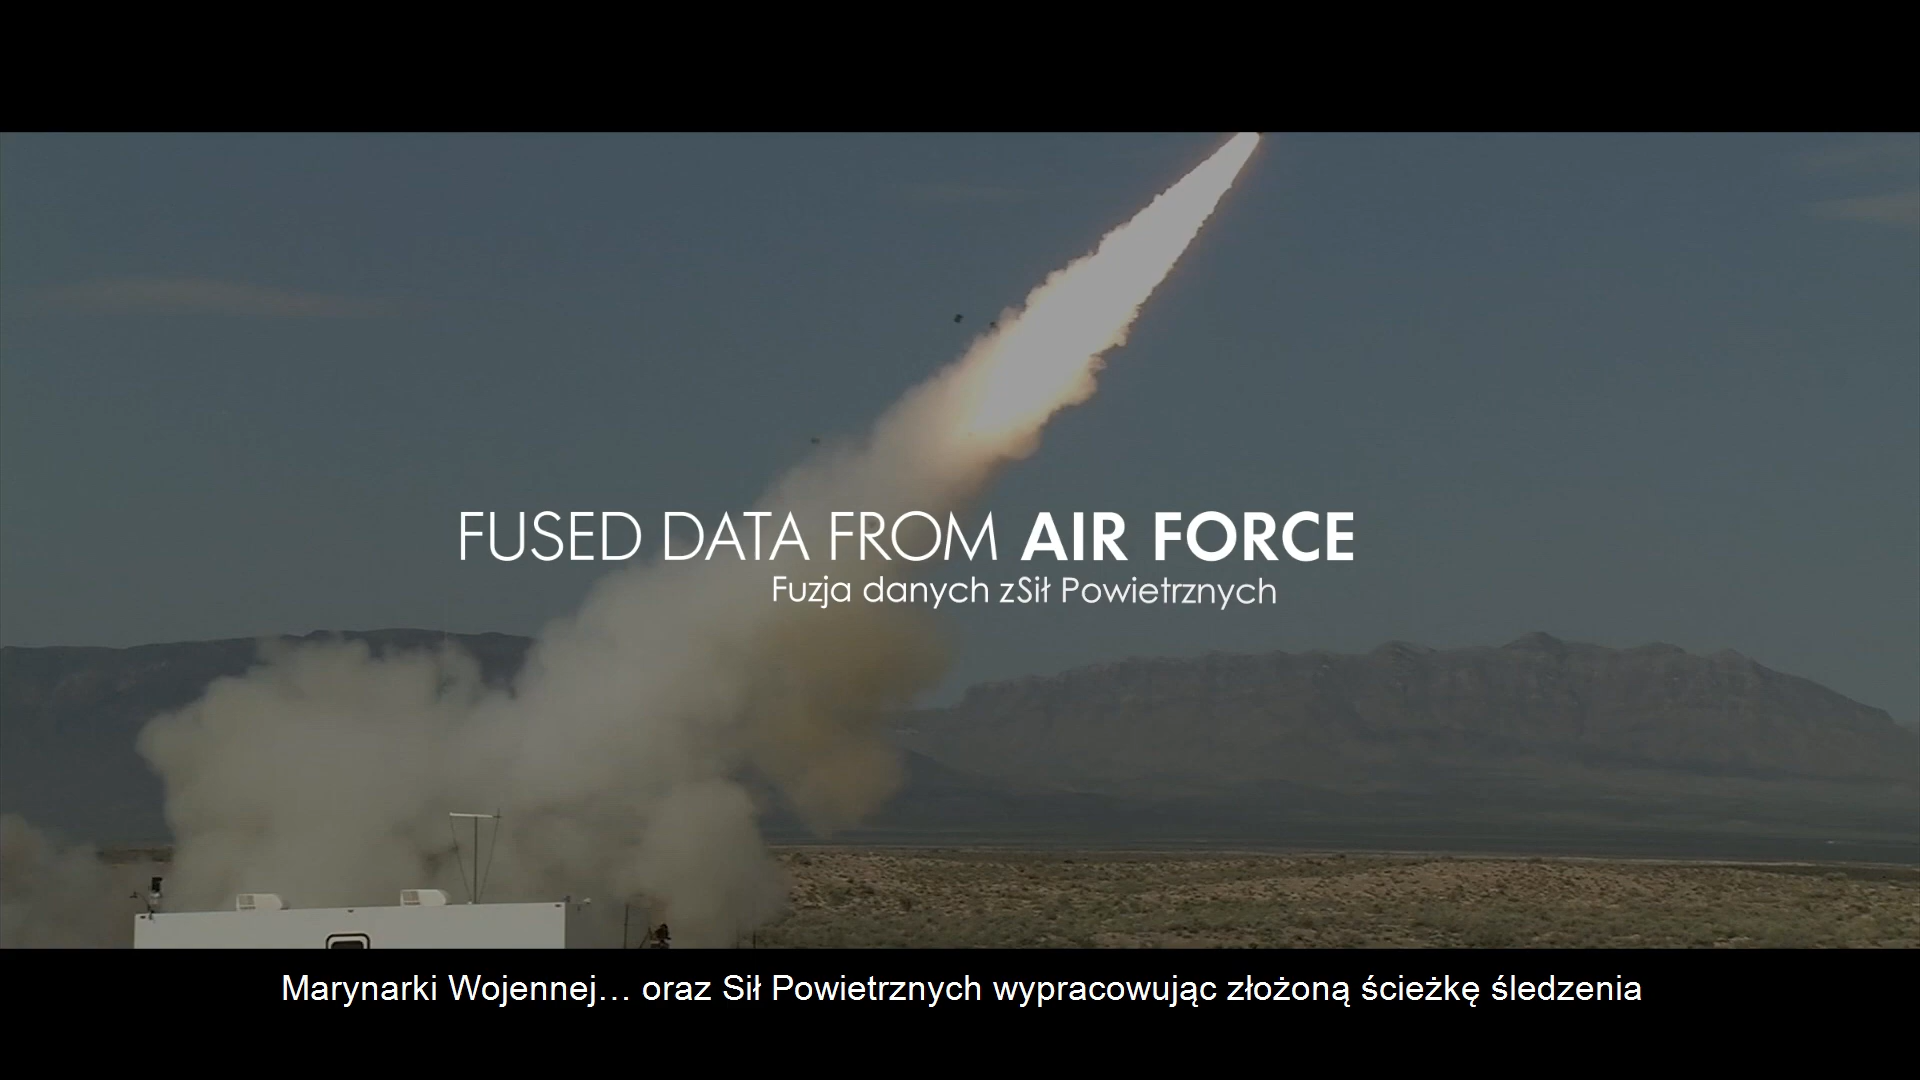 FUSED DATA FROM AIR FORCE
Fuzja danych zSił Powietrznych
Marynarki Wojennej… oraz Sił Powietrznych wypracowując złożoną ścieżkę śledzenia